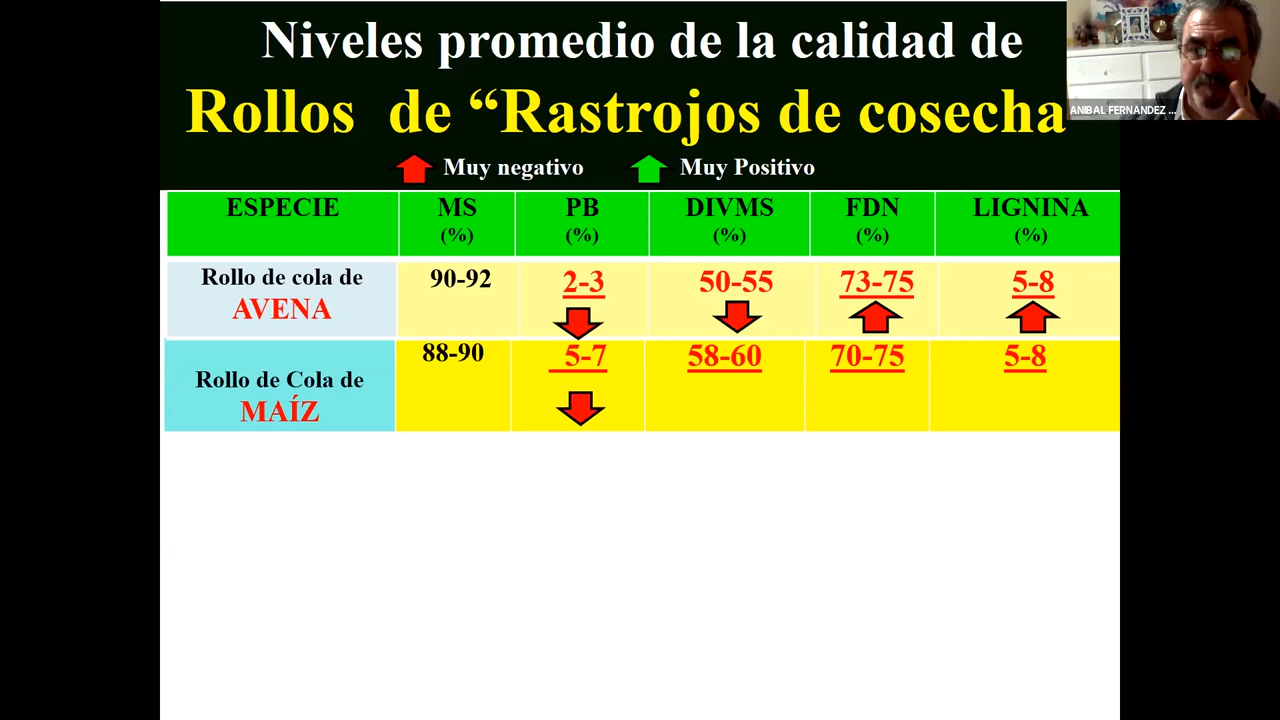 Niveles promedio de la calidad de
Rollos de “Rastrojos de cosecha
ANIBAL FERNANDEZ ...
Muy negativo Muy Positivo
ESPECIE MS PB DIVMS FDN LIGNINA
(%) (%) (%) (%) (%)
Rollo de cola de 90-92 2-3 50-55 73-75 5-8
AVENA
88-90 5-7 58-60 70-75 5-8
Rollo de Cola de
MAÍZ